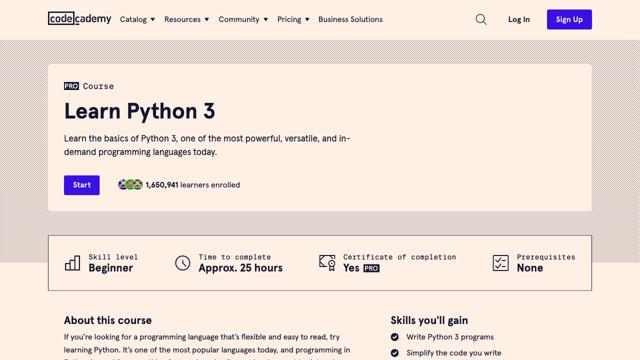 codecademy
Catalog
Resources
Community
Pricing
Business Solutions
Log In
Sign Up
PRO Course
Learn Python 3
Learn the basics of Python 3, one of the most powerful, versatile, and in-
demand programming languages today.
Start
1,650,941 learners enrolled
Skill level
Beginner
Time to complete
Approx. 25 hours
Certificate of completion
Yes PRO
Prerequisites
None
About this course
If you're looking for a programming language that's flexible and easy to read, try
learning Python. It's one of the most popular languages today, and programming in
Skills you'll gain
Write Python 3 programs
Simplify the code you write